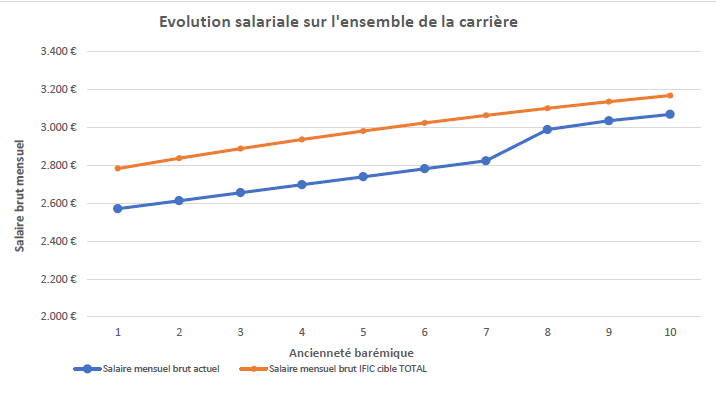 Evolution salariale sur l'ensemble de la carrière
3.400 €
3.200 €
3.000 €
2.800 €
2.600 €
2.400 €
2.200 €
2.000 €
Salaire brut mensuel
1 2 3 4 5 6 7 8 9 10
Ancienneté barémique
Salaire mensuel brut actuel Salaire mensuel brut IFIC cible TOTAL